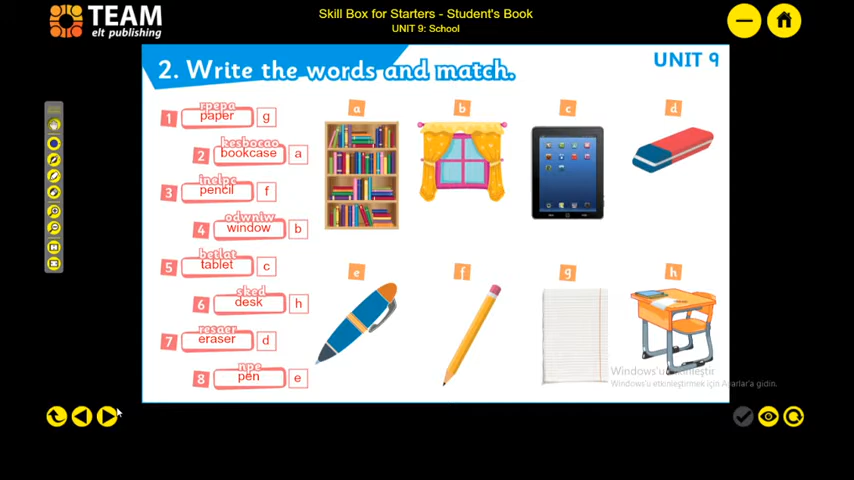 TEAM
elt publishing
Skill Box for Starters - Student's Book
UNIT 9: School
2. Write the words and match.
UNIT 9
1 rpepa paper g
2 kesbocao bookcase a
3 inelpc pencil f
4 odwniw window b
5 betlat tablet c
6 sked desk h
7 resaer eraser d
8 npe pen e
a b c d
e f g h
Windows'u etkinleştir
Windows'u etkinleştirmek için Ayarlar'a gidin.